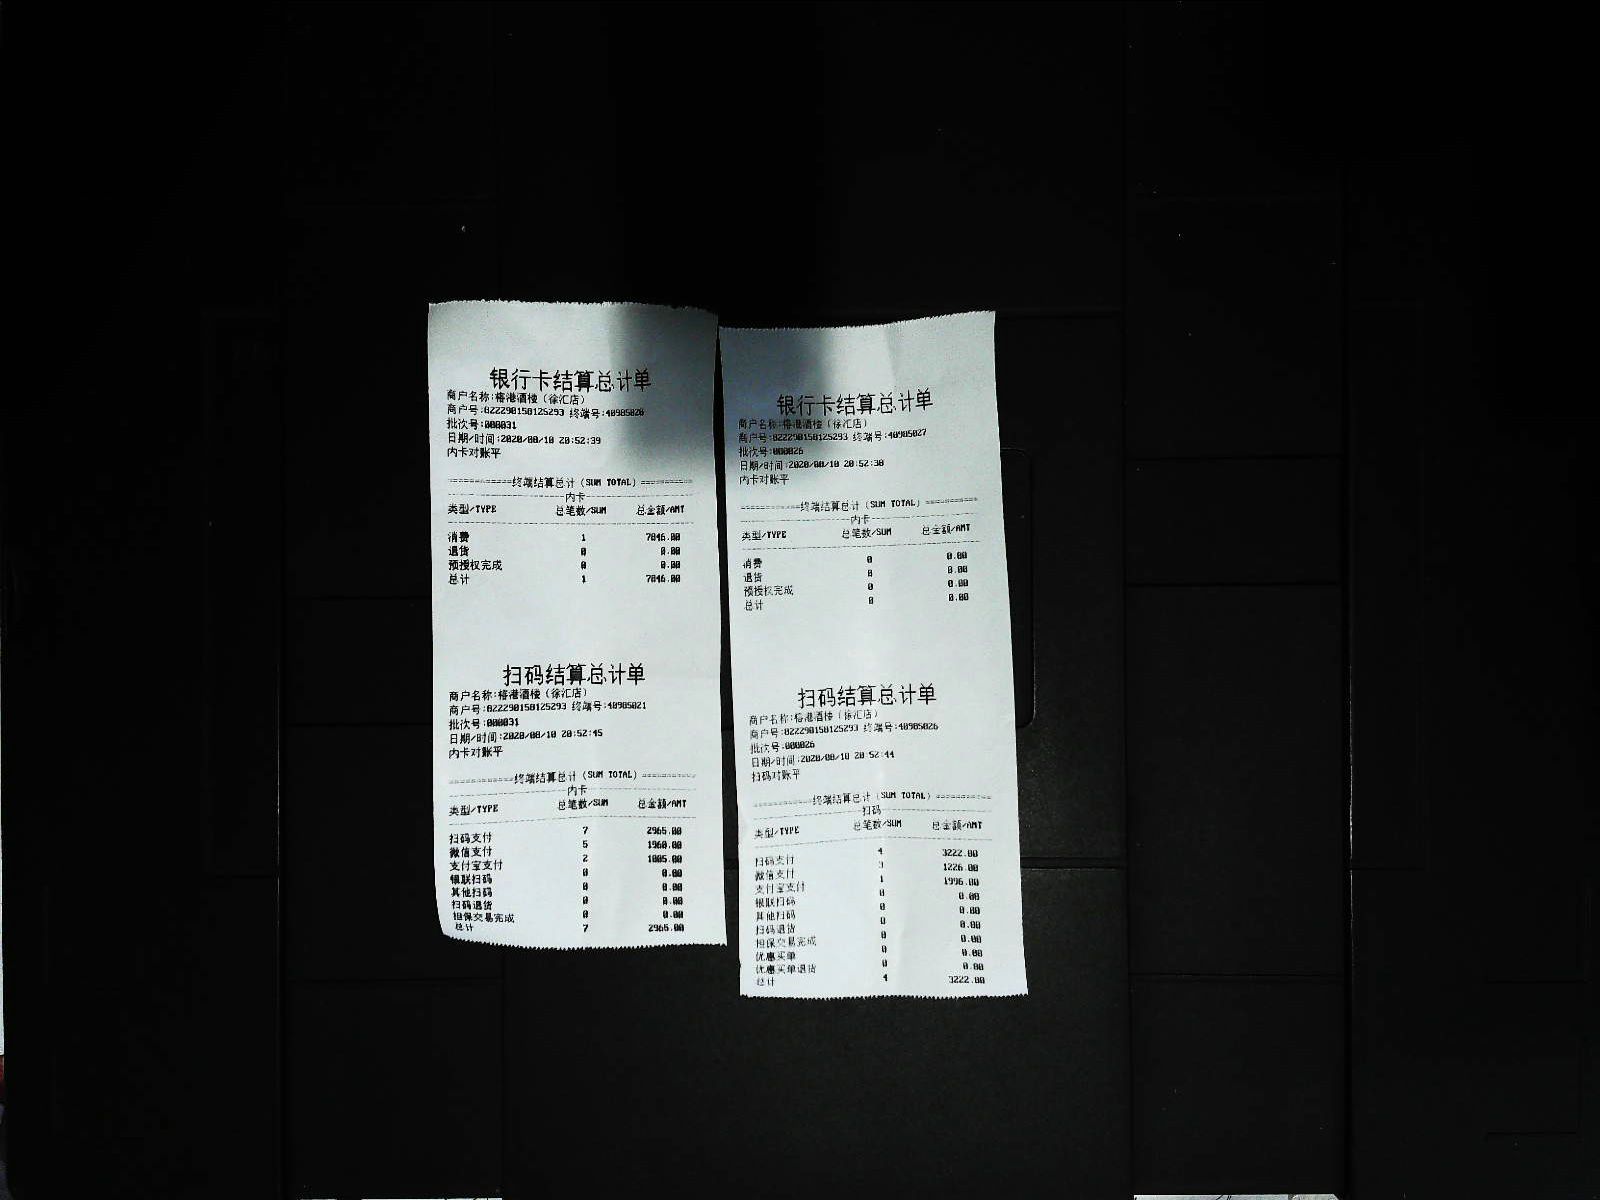 银行卡结算总计单
商户名称:榕港酒楼（徐汇店）
商户号:822290158125293 终端号:40985020
批次号:000031
日期/时间:2020/08/10 20:52:39
内卡对账平
============终端结算总计（SUM TOTAL）==========
内卡
类型/TYPE 总笔数/SUM 总金额/AMT
消费 1 7846.00
退货 0 0.00
预授权完成 0 0.00
总计 1 7846.00
扫码结算总计单
商户名称:榕港酒楼（徐汇店）
商户号:822290158125293 终端号:40985021
批次号:000031
日期/时间:2020/08/10 20:52:45
内卡对账平
============终端结算总计（SUM TOTAL）==========
内卡
类型/TYPE 总笔数/SUM 总金额/AMT
扫码支付 7 2965.00
微信支付 5 1960.00
支付宝支付 2 1005.00
银联扫码 0 0.00
其他扫码 0 0.00
扫码退货 0 0.00
担保交易完成 0 0.00
总计 7 2965.00
银行卡结算总计单
商户名称:榕港酒楼（徐汇店）
商户号:822290158125293 终端号:40985027
批次号:000026
日期/时间:2020/08/10 20:52:38
内卡对账平
============终端结算总计（SUM TOTAL）==========
内卡
类型/TYPE 总笔数/SUM 总金额/AMT
消费 0 0.00
退货 0 0.00
预授权完成 0 0.00
总计 0 0.00
扫码结算总计单
商户名称:榕港酒楼（徐汇店）
商户号:822290158125293 终端号:40985026
批次号:000026
日期/时间:2020/08/10 20:52:44
扫码对账平
============终端结算总计（SUM TOTAL）==========
扫码
类型/TYPE 总笔数/SUM 总金额/AMT
扫码支付 4 3222.00
微信支付 3 1226.00
支付宝支付 1 1996.00
银联扫码 0 0.00
其他扫码 0 0.00
扫码退货 0 0.00
担保交易完成 0 0.00
优惠买单 0 0.00
优惠买单退货 0 0.00
总计 4 3222.00